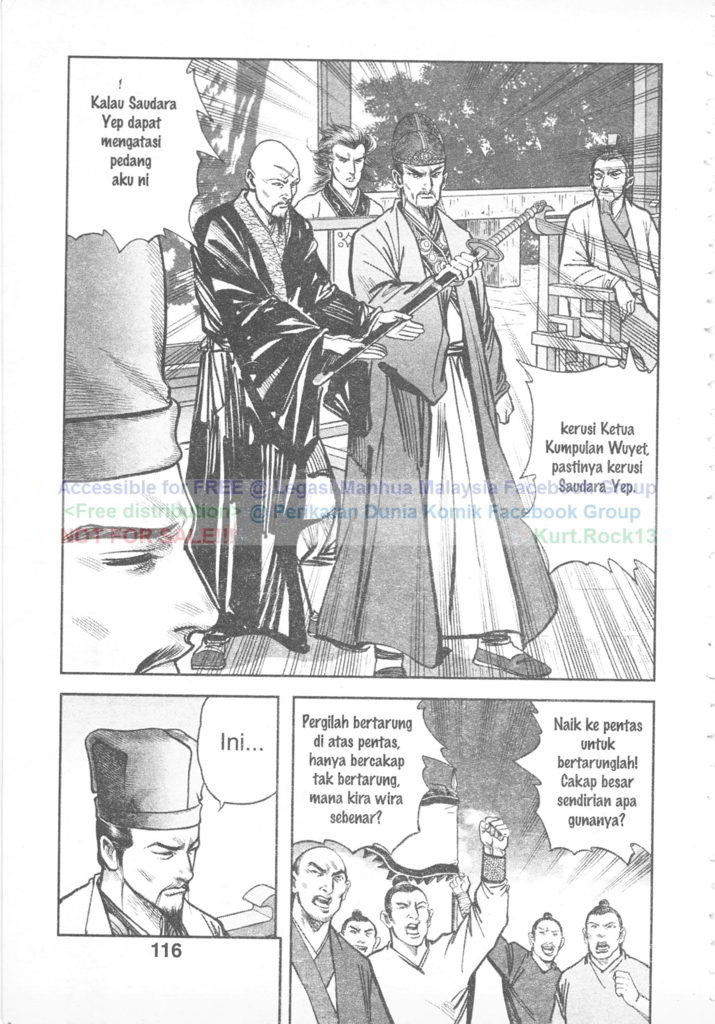 !
Kalau Saudara
Yep dapat
mengatasi
pedang
aku ni
kerusi Ketua
Kumpulan Wuyet,
pastinya kerusi
Saudara Yep.
Accessible for FREE @ Legasi Manhua Malaysia Facebook Group
<Free distribution> @ Perikatan Dunia Komik Facebook Group
NOT FOR SALE!!!
Kurt.Rock13
Ini...
Pergilah bertarung
di atas pentas,
hanya bercakap
tak bertarung,
mana kira wira
sebenar?
Naik ke pentas
untuk
bertarunglah!
Cakap besar
sendirian apa
gunanya?
116